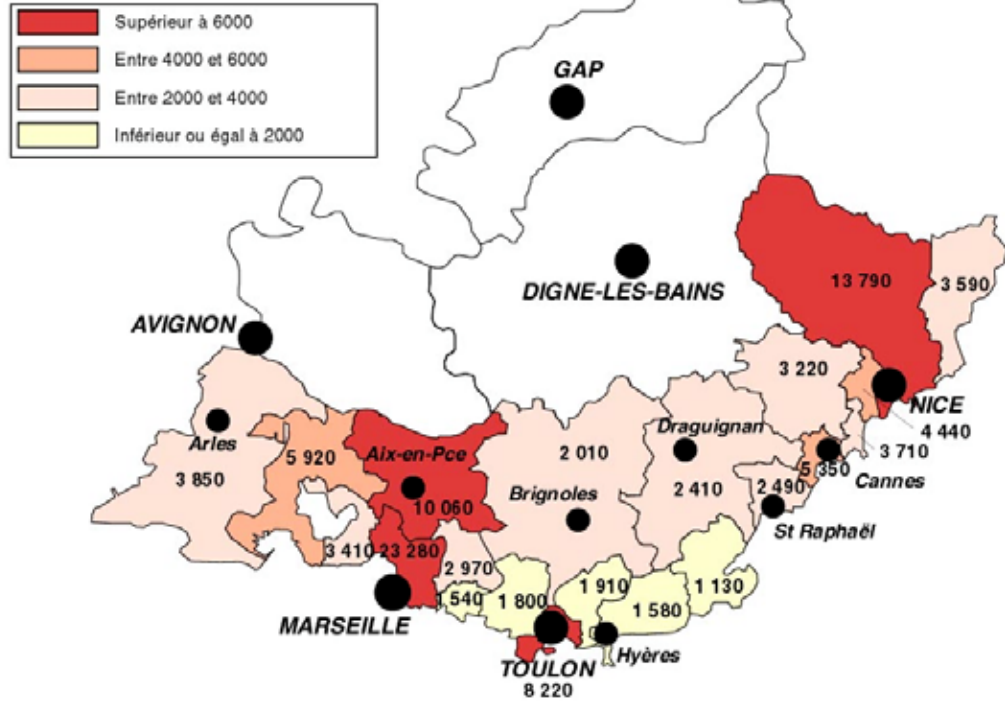 Supérieur à 6000
Entre 4000 et 6000
Entre 2000 et 4000
Inférieur ou égal à 2000
GAP
DIGNE-LES-BAINS
13 790
3 590
AVIGNON
3 220
NICE
4 440
Arles
Aix-en-Pce
Draguignan
3 710
5 920
2 010
5 350
Cannes
3 850
2 410
2 490
Brignoles
10 060
St Raphaël
3 410
23 280
2 970
1 910
1 130
1 540
1 800
1 580
MARSEILLE
Hyères
TOULON
8 220